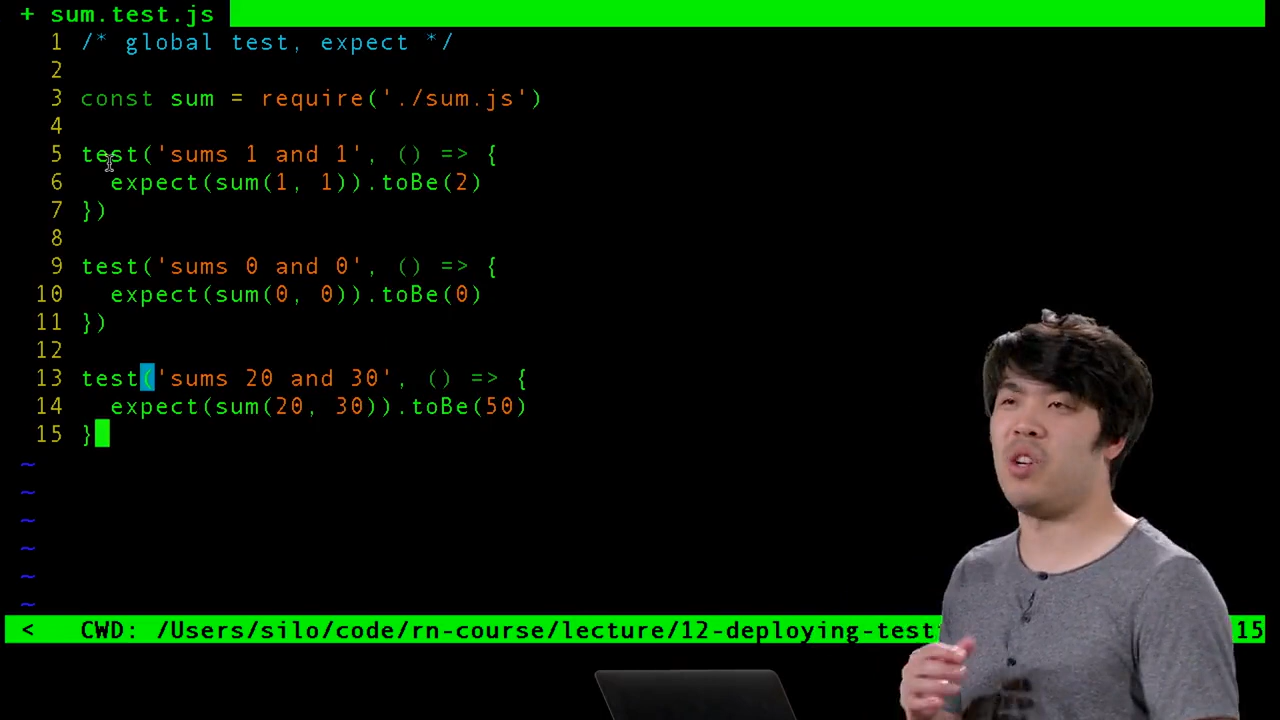 + sum.test.js
1 /* global test, expect */
2
3 const sum = require('./sum.js')
4
5 test('sums 1 and 1', () => {
6   expect(sum(1, 1)).toBe(2)
7 })
8
9 test('sums 0 and 0', () => {
10   expect(sum(0, 0)).toBe(0)
11 })
12
13 test('sums 20 and 30', () => {
14   expect(sum(20, 30)).toBe(50)
15 }
~
~
~
~
~
~
< CWD: /Users/silo/code/rn-course/lecture/12-deploying-test 15